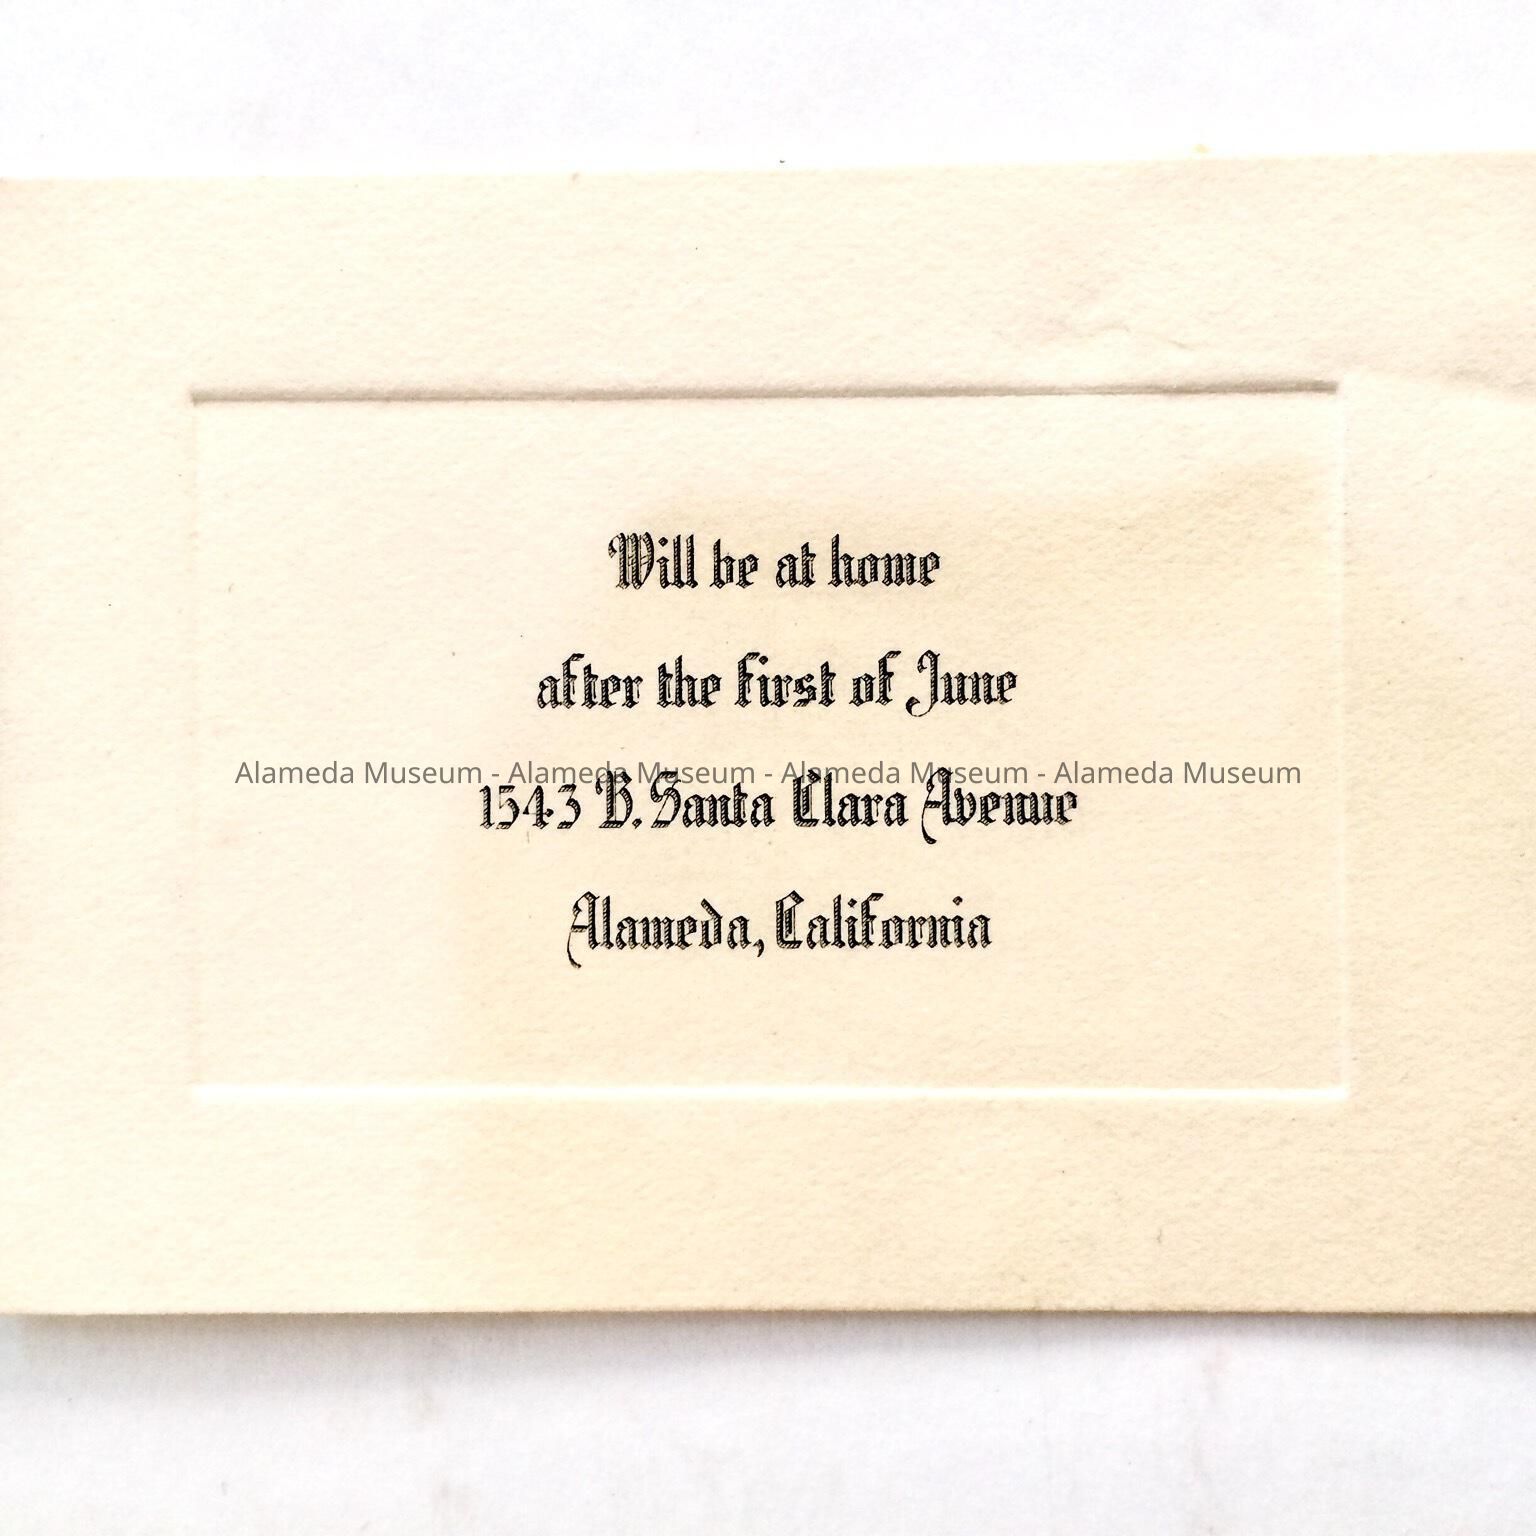 Will be at home
after the first of June
Alameda Museum - Alameda Museum - Alameda Museum - Alameda Museum
1543 B. Santa Clara Avenue
Alameda, California